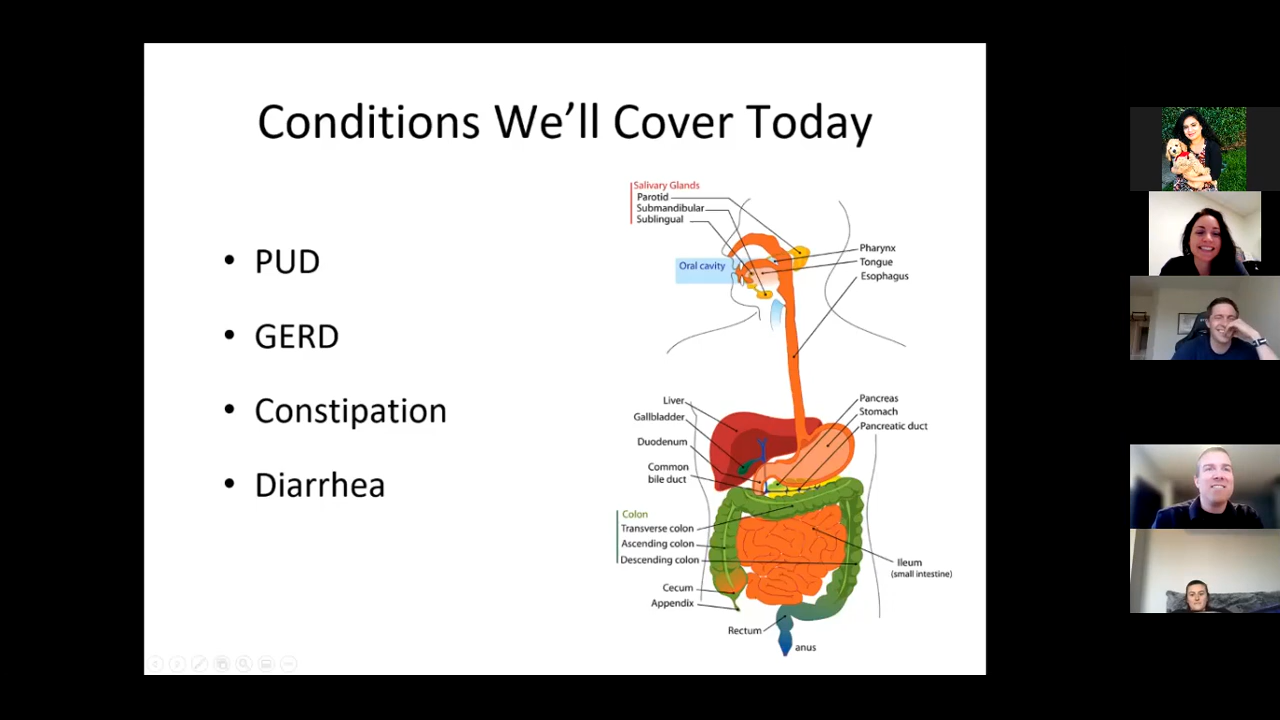 Conditions We'll Cover Today
• PUD
• GERD
• Constipation
• Diarrhea
Salivary Glands
Parotid
Submandibular
Sublingual
Oral cavity
Pharynx
Tongue
Esophagus
Liver
Gallbladder
Duodenum
Common
bile duct
Pancreas
Stomach
Pancreatic duct
Colon
Transverse colon
Ascending colon
Descending colon
Cecum
Appendix
Ileum
(small intestine)
Rectum
anus